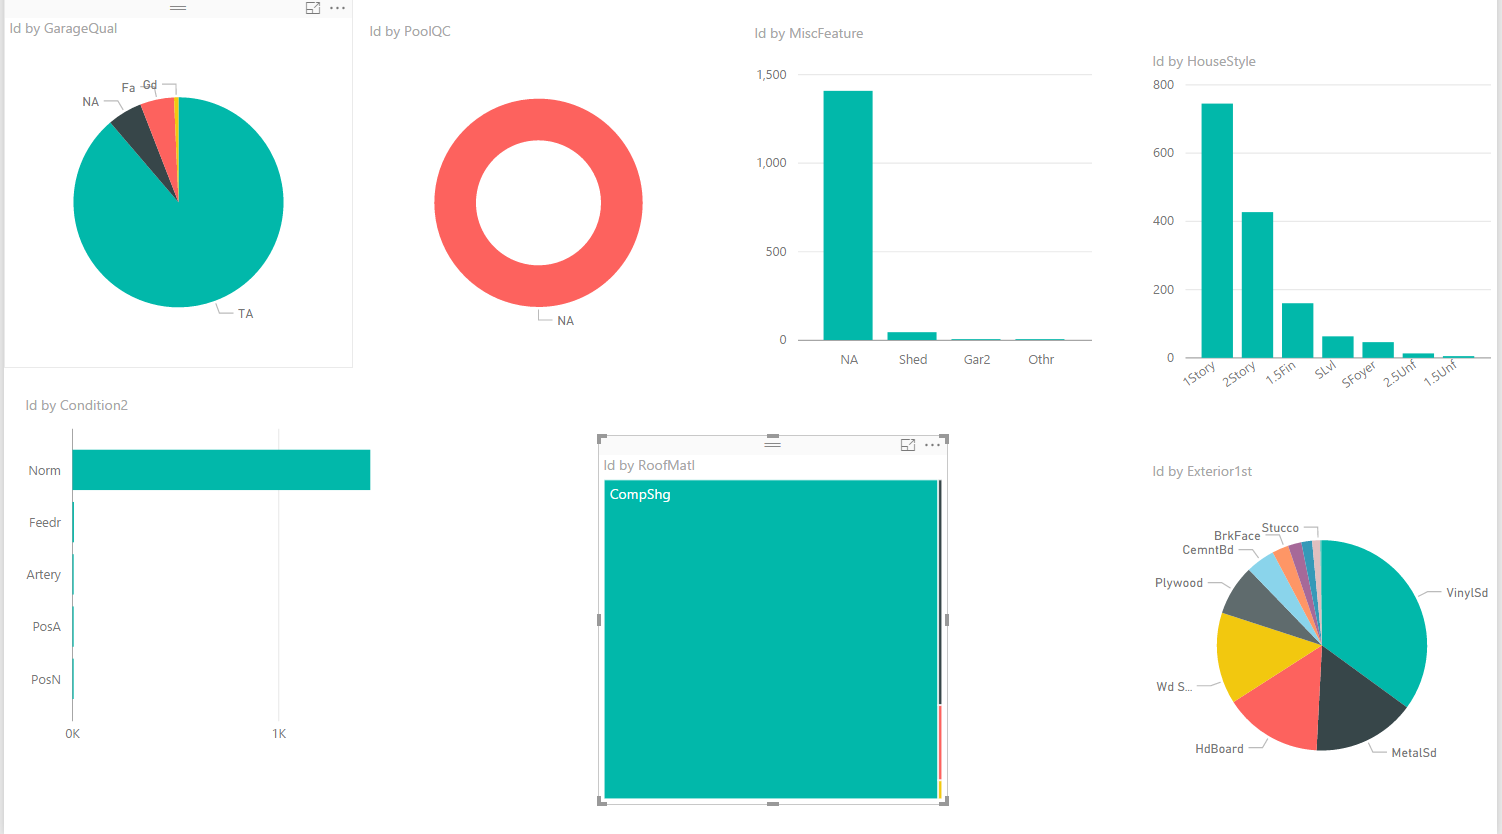 Id by GarageQual
Gd
Fa
NA
TA
Id by PoolQC
NA
Id by MiscFeature
1,500
1,000
500
0
NA Shed Gar2 Othr
Id by HouseStyle
800
600
400
200
0
1Story 2Story 1.5Fin SLvl SFoyer 2.5Unf 1.5Unf
Id by Condition2
Norm
Feedr
Artery
PosA
PosN
0K 1K
Id by RoofMatl
CompShg
Id by Exterior1st
Stucco
BrkFace
CemntBd
Plywood
VinylSd
Wd S...
HdBoard
MetalSd